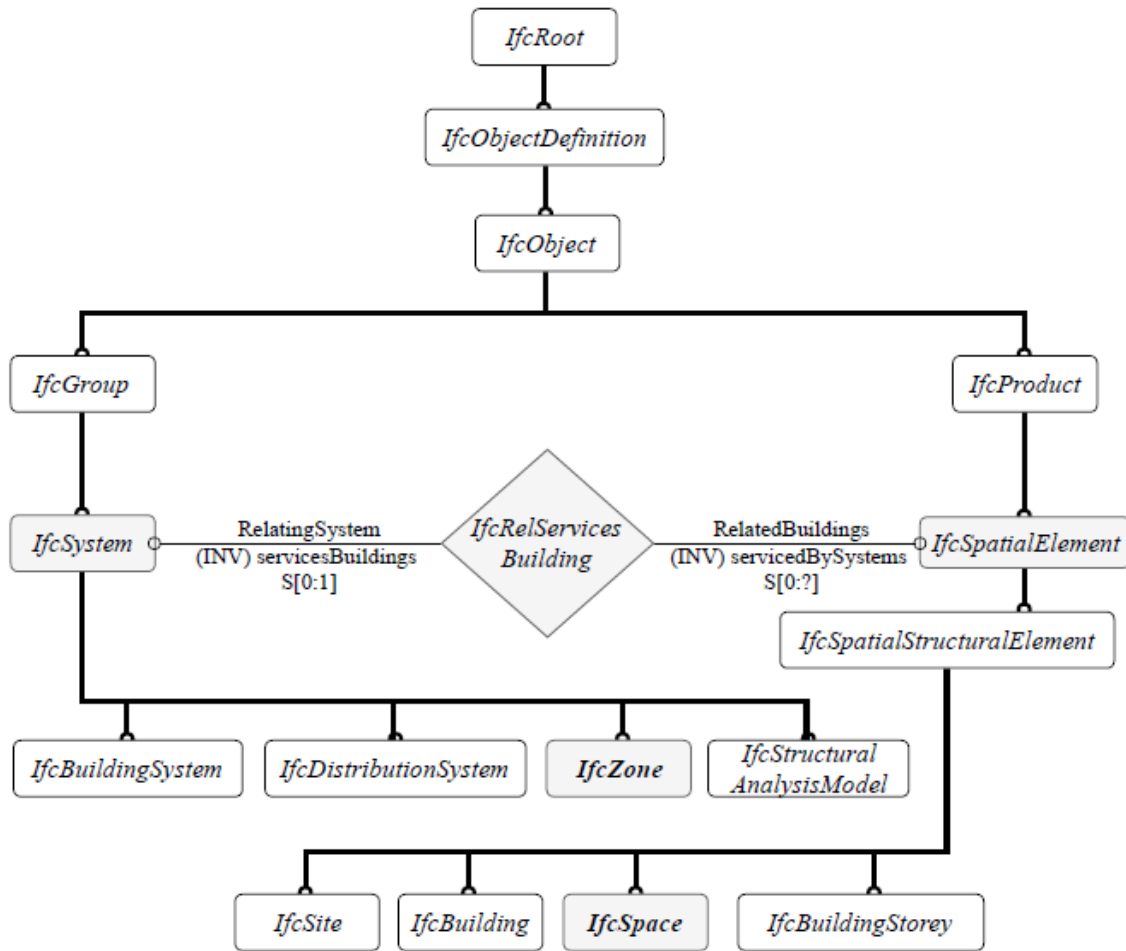 IfcRoot
IfcObjectDefinition
IfcObject
IfcGroup
IfcProduct
IfcSystem
RelatingSystem
(INV) servicesBuildings
S[0:1]
IfcRelServices
Building
RelatedBuildings
(INV) servicedBySystems
S[0:?]
IfcSpatialElement
IfcSpatialStructuralElement
IfcBuildingSystem
IfcDistributionSystem
IfcZone
IfcStructural
AnalysisModel
IfcSite
IfcBuilding
IfcSpace
IfcBuildingStorey